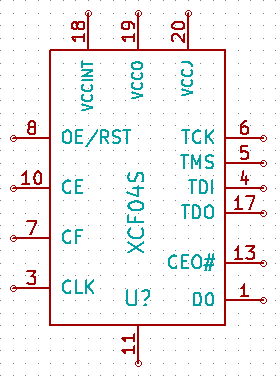 18
19
20
VCCINT
VCCO
VCCJ
8
OE/RST
TCK
6
TMS
5
10
CE
TDI
4
TDO
17
7
CF
XCF04S
CEO#
13
3
CLK
U?
DO
1
11